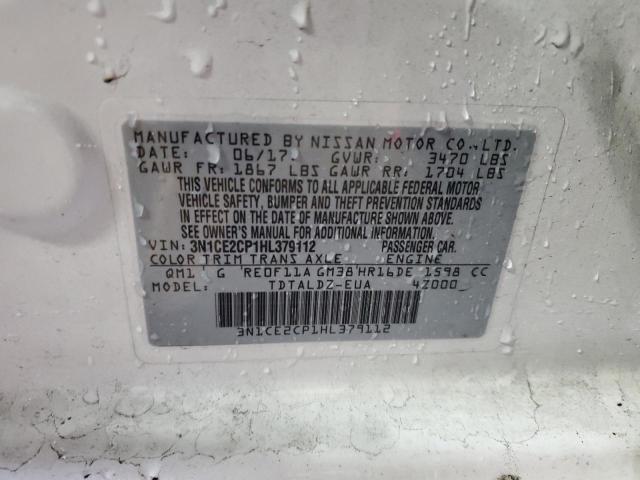 MANUFACTURED BY NISSAN MOTOR CO.,LTD.
DATE: 06/17 GVWR: 3470 LBS
GAWR FR: 1867 LBS GAWR RR: 1704 LBS
THIS VEHICLE CONFORMS TO ALL APPLICABLE FEDERAL MOTOR
VEHICLE SAFETY, BUMPER AND THEFT PREVENTION STANDARDS
IN EFFECT ON THE DATE OF MANUFACTURE SHOWN ABOVE.
SEE OWNER'S MANUAL FOR ADDITIONAL INFORMATION.
VIN: 3N1CE2CP1HL379112 PASSENGER CAR.
COLOR TRIM TRANS AXLE ENGINE
QM1 G RE0F11A GM38 HR16DE 1598 CC
MODEL: TDTALDZ-EUA 4Z000
3N1CE2CP1HL379112